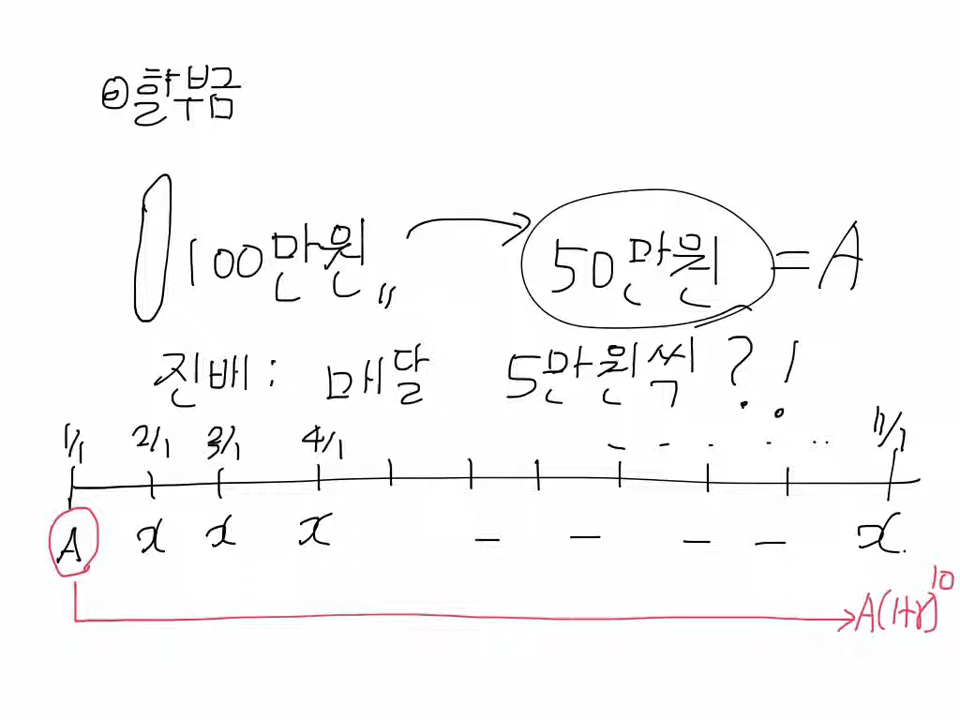 ⊖할부금
100만원〃 → 50만원 = A
진배 : 매달 5만원씩 ? !
1/1 2/1 3/1 4/1 - - · · ·· 11/1
A x x x - - - - x.
A(1+r)^10